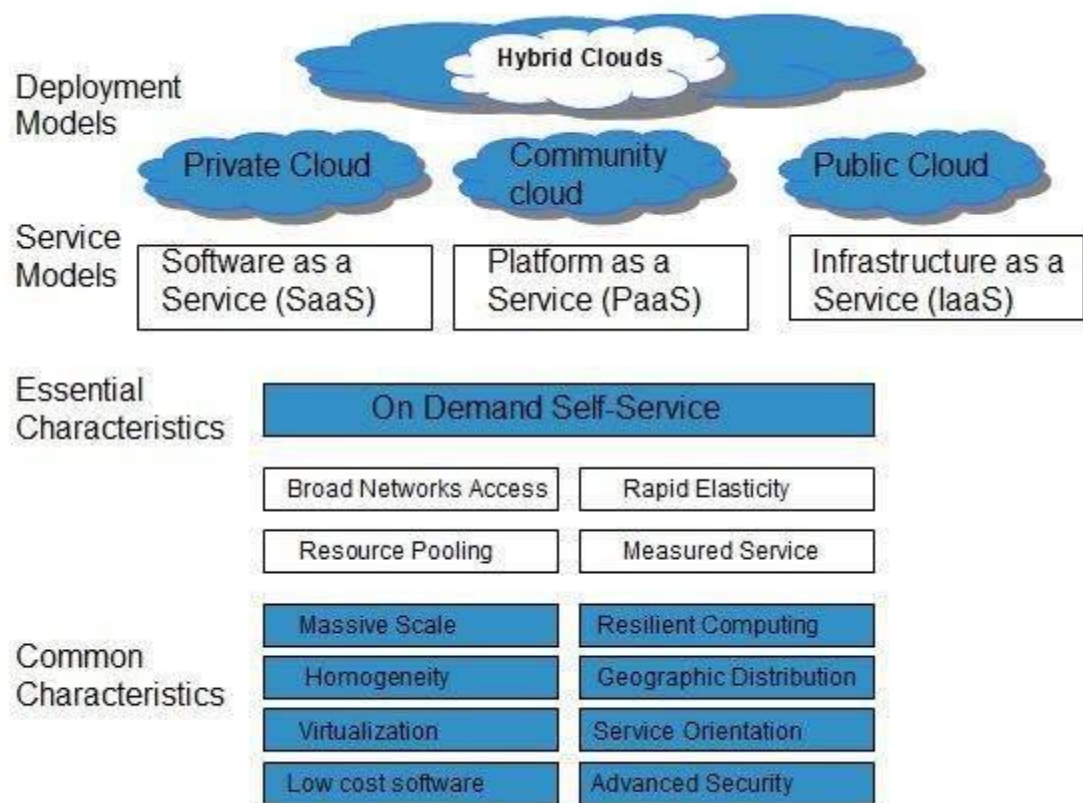 Hybrid Clouds
Deployment
Models
Private Cloud
Community
cloud
Public Cloud
Service
Models
Software as a
Service (SaaS)
Platform as a
Service (PaaS)
Infrastructure as a
Service (IaaS)
Essential
Characteristics
On Demand Self-Service
Broad Networks Access
Rapid Elasticity
Resource Pooling
Measured Service
Common
Characteristics
Massive Scale
Resilient Computing
Homogeneity
Geographic Distribution
Virtualization
Service Orientation
Low cost software
Advanced Security